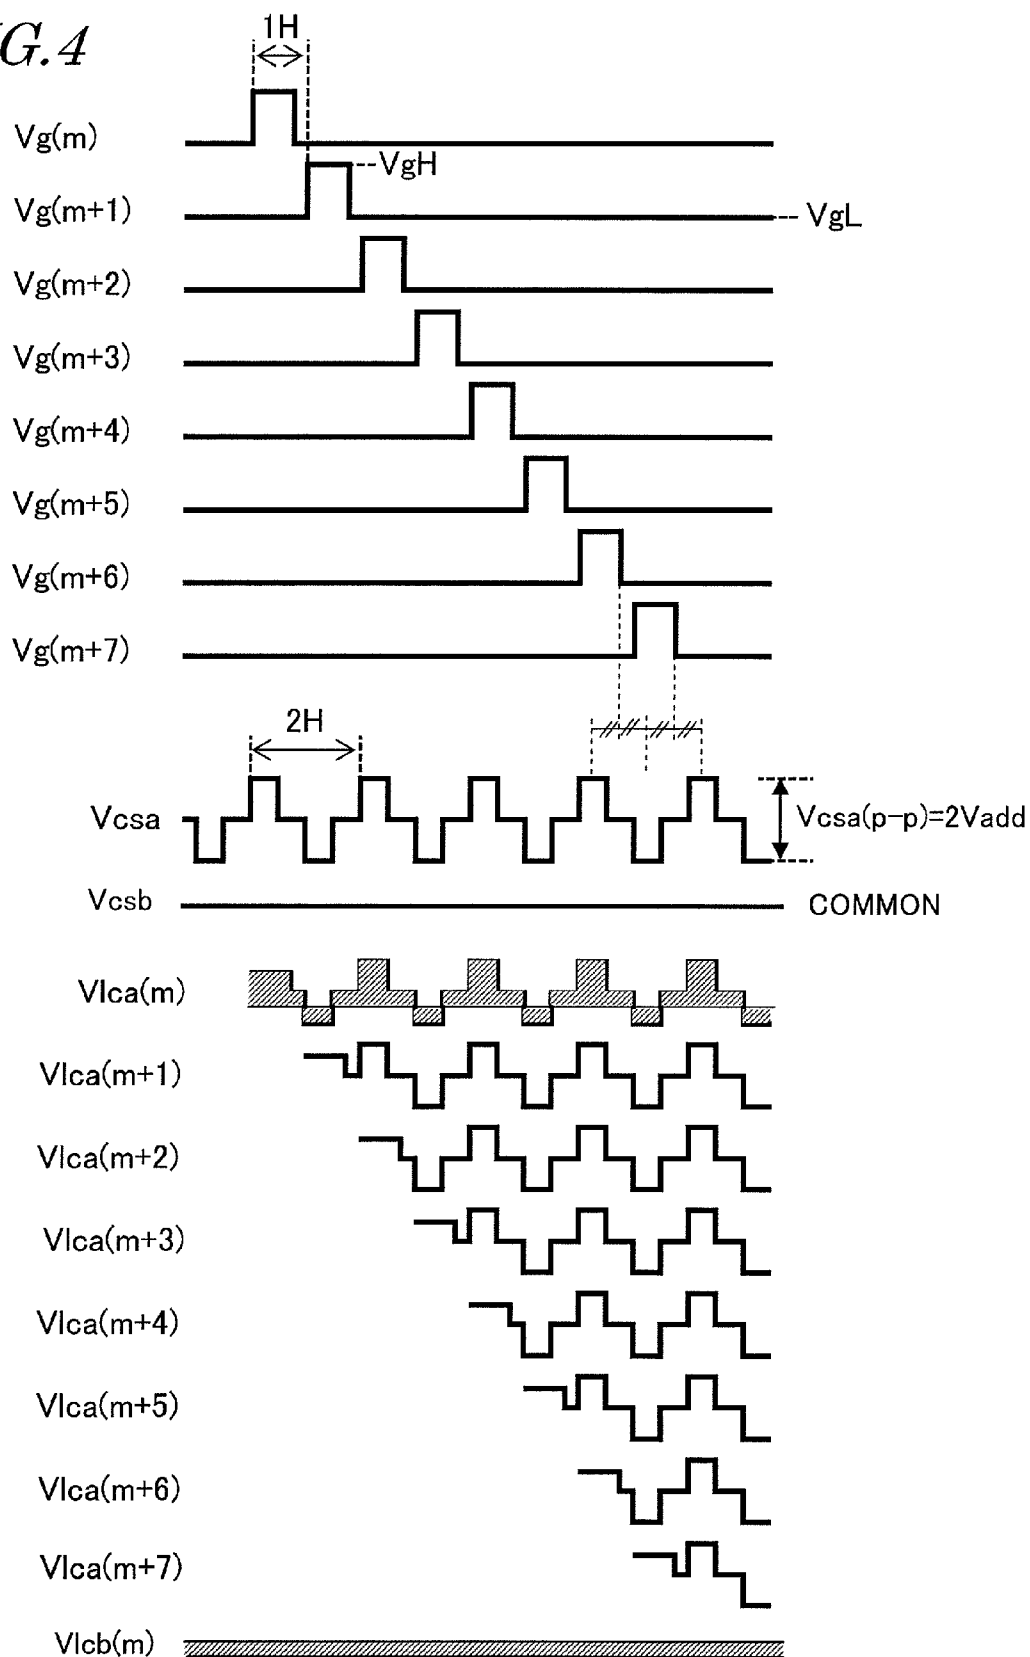 G.4
1H
Vg(m)
VgH
Vg(m+1)
VgL
Vg(m+2)
Vg(m+3)
Vg(m+4)
Vg(m+5)
Vg(m+6)
Vg(m+7)
2H
Vcsa
Vcsa(p-p)=2Vadd
Vcsb
COMMON
Vlca(m)
Vlca(m+1)
Vlca(m+2)
Vlca(m+3)
Vlca(m+4)
Vlca(m+5)
Vlca(m+6)
Vlca(m+7)
Vlcb(m)